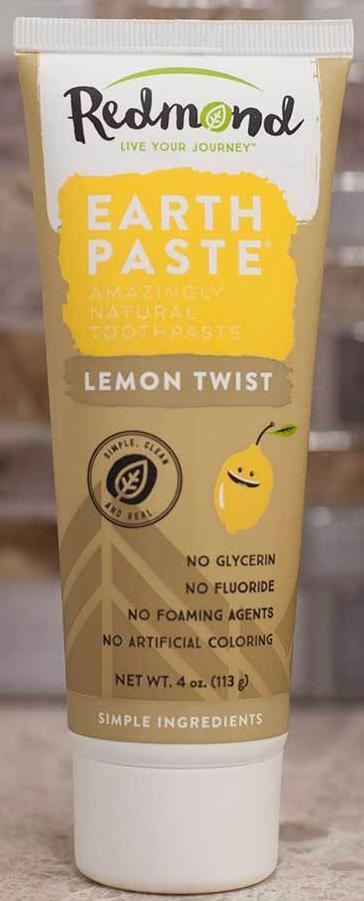 Redmond
LIVE YOUR JOURNEY™
EARTH
PASTE®
AMAZINGLY
NATURAL
TOOTHPASTE
LEMON TWIST
SIMPLE, CLEAN
AND REAL.
NO GLYCERIN
NO FLUORIDE
NO FOAMING AGENTS
NO ARTIFICIAL COLORING
NET WT. 4 oz. (113 g)
SIMPLE INGREDIENTS